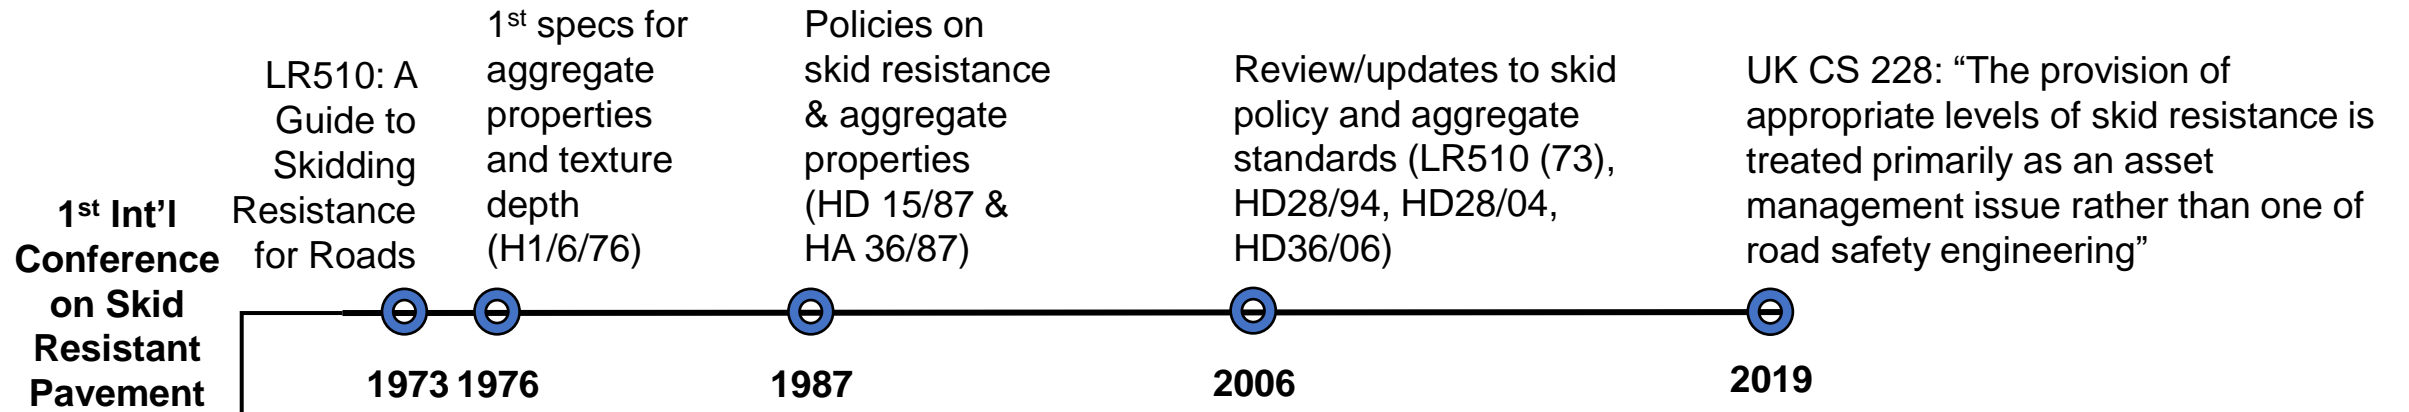 1st Int'l
Conference
on Skid
Resistant
Pavement
LR510: A
Guide to
Skidding
Resistance
for Roads
1st specs for
aggregate
properties
and texture
depth
(H1/6/76)
Policies on
skid resistance
& aggregate
properties
(HD 15/87 &
HA 36/87)
Review/updates to skid
policy and aggregate
standards (LR510 (73),
HD28/94, HD28/04,
HD36/06)
UK CS 228: “The provision of
appropriate levels of skid resistance is
treated primarily as an asset
management issue rather than one of
road safety engineering”
1973 1976 1987 2006 2019